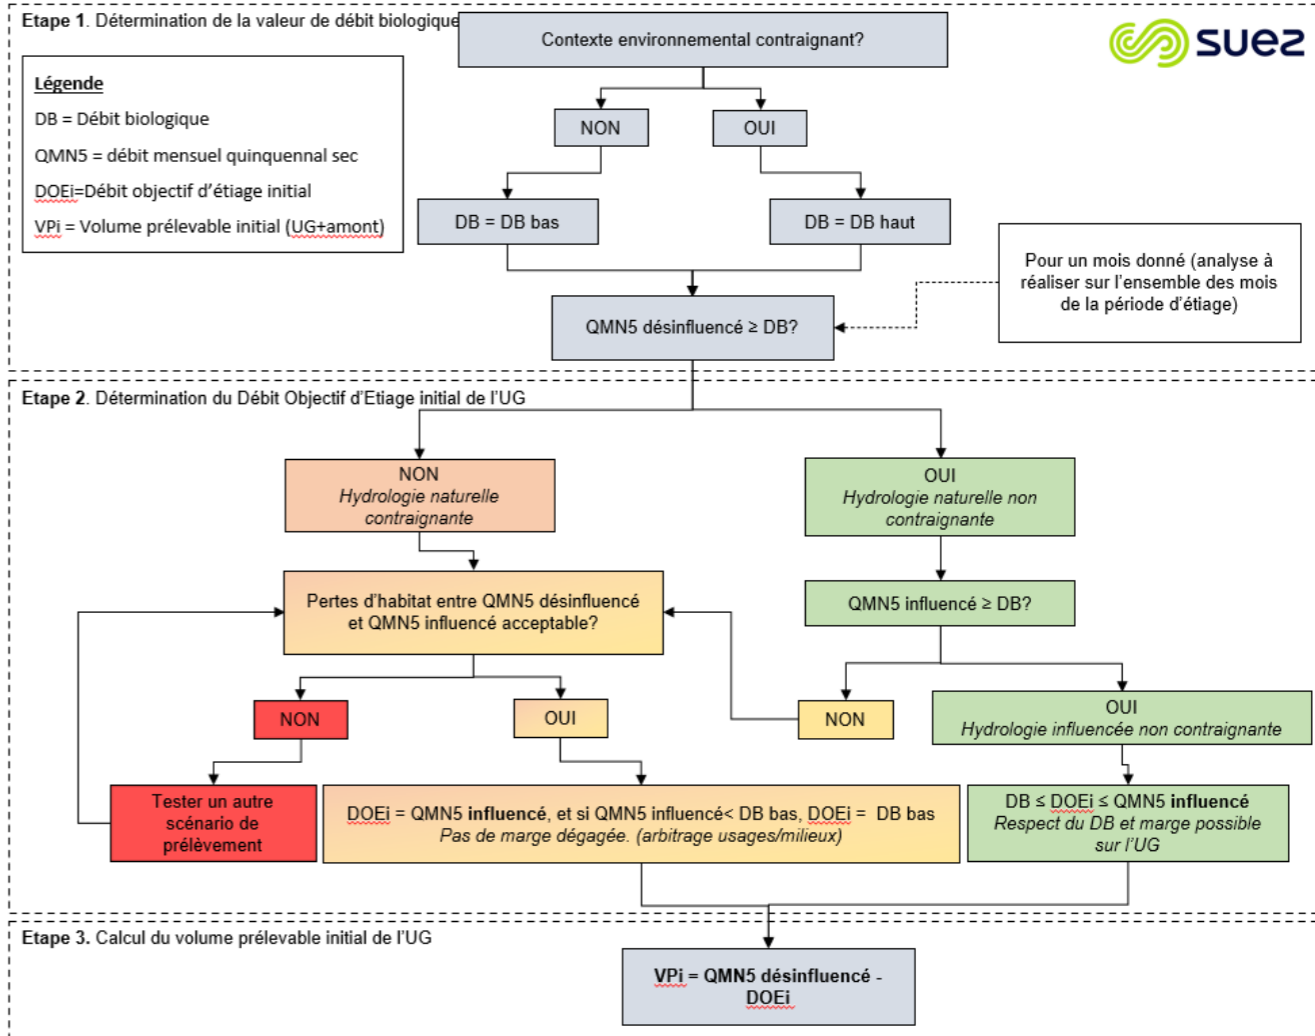 Etape 1. Détermination de la valeur de débit biologique
Contexte environnemental contraignant?
suez
Légende
DB = Débit biologique
QMN5 = débit mensuel quinquennal sec
DOEi=Débit objectif d'étiage initial
VPi = Volume prélevable initial (UG+amont)
NON
OUI
DB = DB bas
DB = DB haut
Pour un mois donné (analyse à
réaliser sur l'ensemble des mois
de la période d'étiage)
QMN5 désinfluencé ≥ DB?
Etape 2. Détermination du Débit Objectif d'Etiage initial de l'UG
NON
Hydrologie naturelle
contraignante
OUI
Hydrologie naturelle non
contraignante
Pertes d'habitat entre QMN5 désinfluencé
et QMN5 influencé acceptable?
QMN5 influencé ≥ DB?
NON
OUI
NON
OUI
Hydrologie influencée non contraignante
Tester un autre
scénario de
prélèvement
DOEi = QMN5 influencé, et si QMN5 influencé< DB bas, DOEi = DB bas
Pas de marge dégagée. (arbitrage usages/milieux)
DB ≤ DOEi ≤ QMN5 influencé
Respect du DB et marge possible
sur l'UG
Etape 3. Calcul du volume prélevable initial de l'UG
VPi = QMN5 désinfluencé -
DOEi